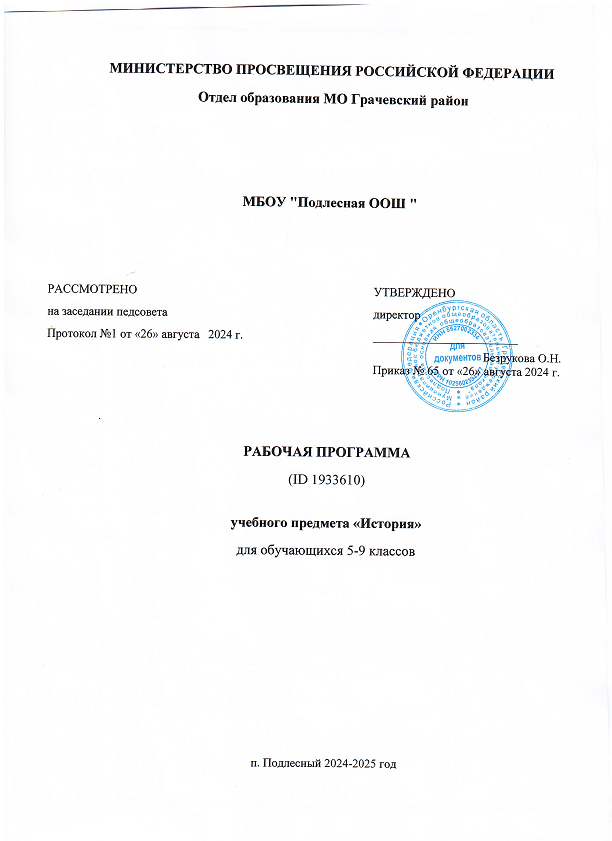 МИНИСТЕРСТВО ПРОСВЕЩЕНИЯ РОССИЙСКОЙ ФЕДЕРАЦИИ
Отдел образования МО Грачевский район
МБОУ "Подлесная ООШ "
РАССМОТРЕНО
на заседании педсовета
Протокол №1 от «26» августа 2024 г.
УТВЕРЖДЕНО
директор
Безрукова О.Н.
Приказ № 65 от «26» августа 2024 г.
для
документов
РАБОЧАЯ ПРОГРАММА
(ID 1933610)
учебного предмета «История»
для обучающихся 5-9 классов
п. Подлесный 2024-2025 год